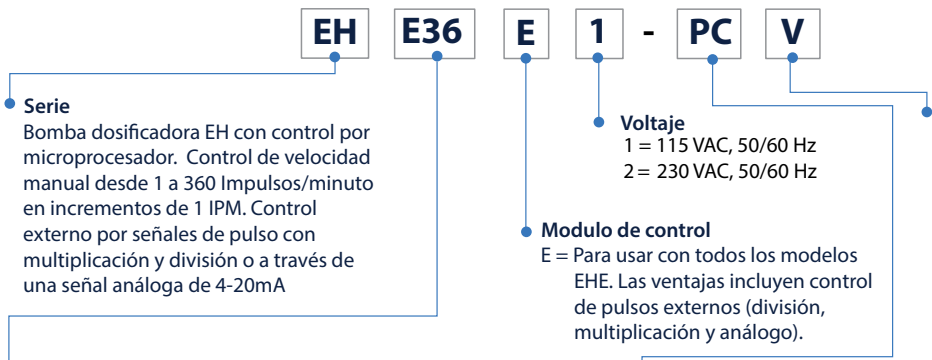 EH E36 E 1 - PC V
Serie
Bomba dosificadora EH con control por
microprocesador. Control de velocidad
manual desde 1 a 360 Impulsos/minuto
en incrementos de 1 IPM. Control
externo por señales de pulso con
multiplicación y división o a través de
una señal análoga de 4-20mA
Voltaje
1 = 115 VAC, 50/60 Hz
2 = 230 VAC, 50/60 Hz
Modulo de control
E = Para usar con todos los modelos
EHE. Las ventajas incluyen control
de pulsos externos (división,
multiplicación y análogo).